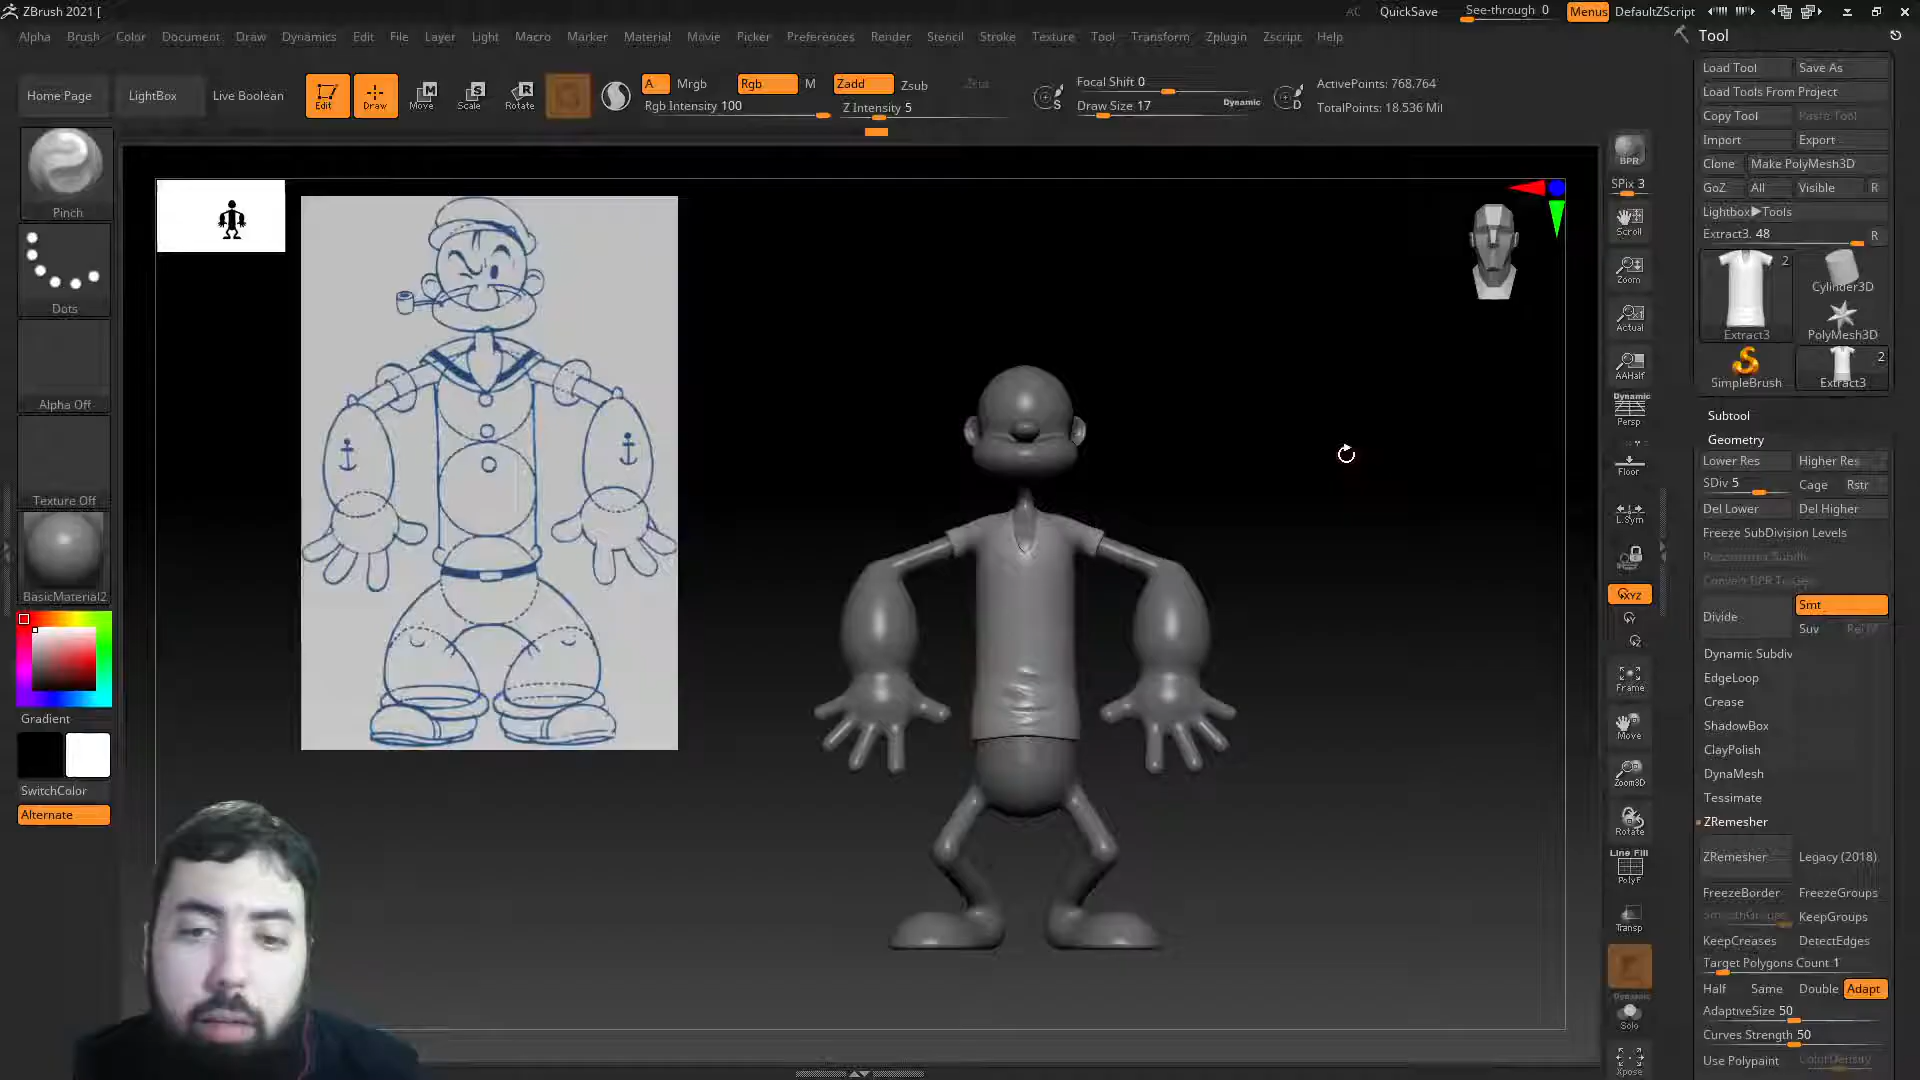 ZBrush 2021 [
AC QuickSave See-through 0 Menus DefaultZScript
Alpha Brush Color Document Draw Dynamics Edit File Layer Light Macro Marker Material Movie Picker Preferences Render Stencil Stroke Texture Tool Transform Zplugin Zscript Help
Tool
Load Tool Save As
Load Tools From Project
Copy Tool Paste Tool
Import Export
Clone Make PolyMesh3D
GoZ All Visible R
Lightbox▶Tools
Extract3. 48 R
2
Cylinder3D
Extract3 PolyMesh3D
2
SimpleBrush Extract3
Subtool
Geometry
Lower Res Higher Res
SDiv 5 Cage Rstr
Del Lower Del Higher
Freeze SubDivision Levels
Divide Smt
Suv
Dynamic Subdiv
EdgeLoop
Crease
ShadowBox
ClayPolish
DynaMesh
Tessimate
ZRemesher
ZRemesher Legacy (2018)
FreezeBorder FreezeGroups
SmoothGroups KeepGroups
KeepCreases DetectEdges
Target Polygons Count 1
Half Same Double Adapt
AdaptiveSize 50
Curves Strength 50
Use Polypaint ColorDensity
Home Page LightBox Live Boolean
Edit Draw Move Scale Rotate
A Mrgb Rgb M Zadd Zsub
Rgb Intensity 100 Z Intensity 5
Focal Shift 0
Draw Size 17 Dynamic
S D
ActivePoints: 768.764
TotalPoints: 18.536 Mil
Pinch
Dots
Alpha Off
Texture Off
BasicMaterial2
Gradient
SwitchColor
Alternate
BPR
SPix 3
Scroll
Zoom
Actual
AAHalf
Dynamic
Persp
Floor
L.Sym
XYZ
Frame
Move
Zoom3D
Rotate
Line Fill
PolyF
Transp
Dynamic
Solo
Xpose